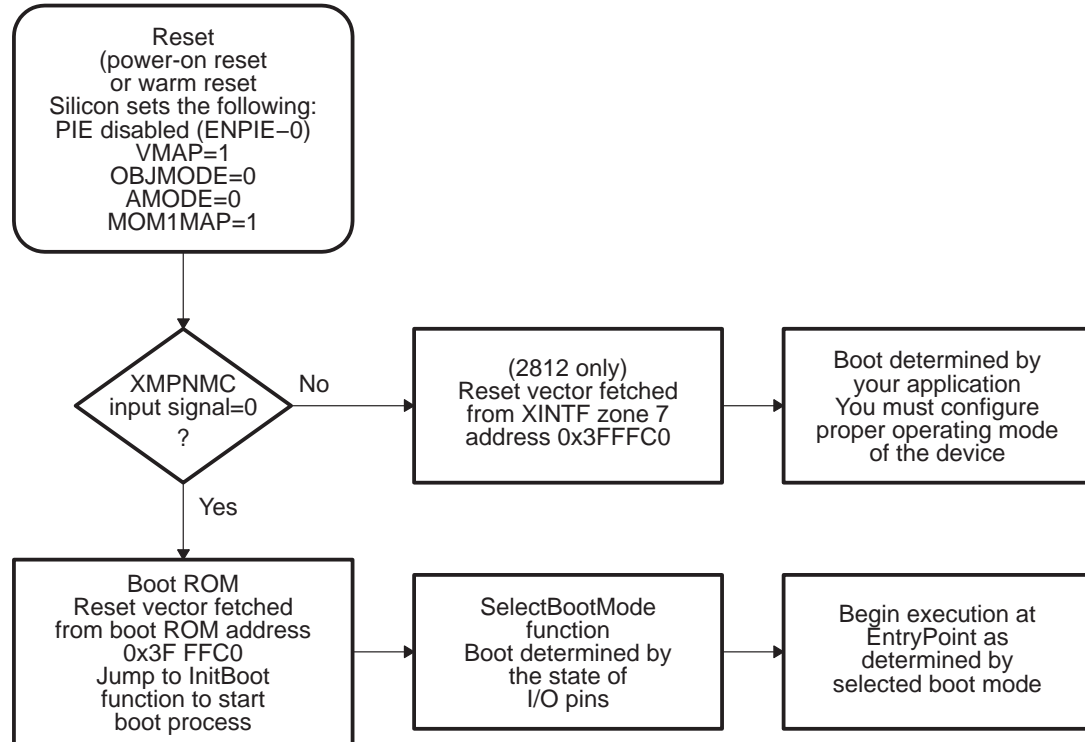 Reset
(power-on reset
or warm reset
Silicon sets the following:
PIE disabled (ENPIE−0)
VMAP=1
OBJMODE=0
AMODE=0
MOM1MAP=1
XMPNMC
input signal=0
?
No
(2812 only)
Reset vector fetched
from XINTF zone 7
address 0x3FFFC0
Boot determined by
your application
You must configure
proper operating mode
of the device
Yes
Boot ROM
Reset vector fetched
from boot ROM address
0x3F FFC0
Jump to InitBoot
function to start
boot process
SelectBootMode
function
Boot determined by
the state of
I/O pins
Begin execution at
EntryPoint as
determined by
selected boot mode